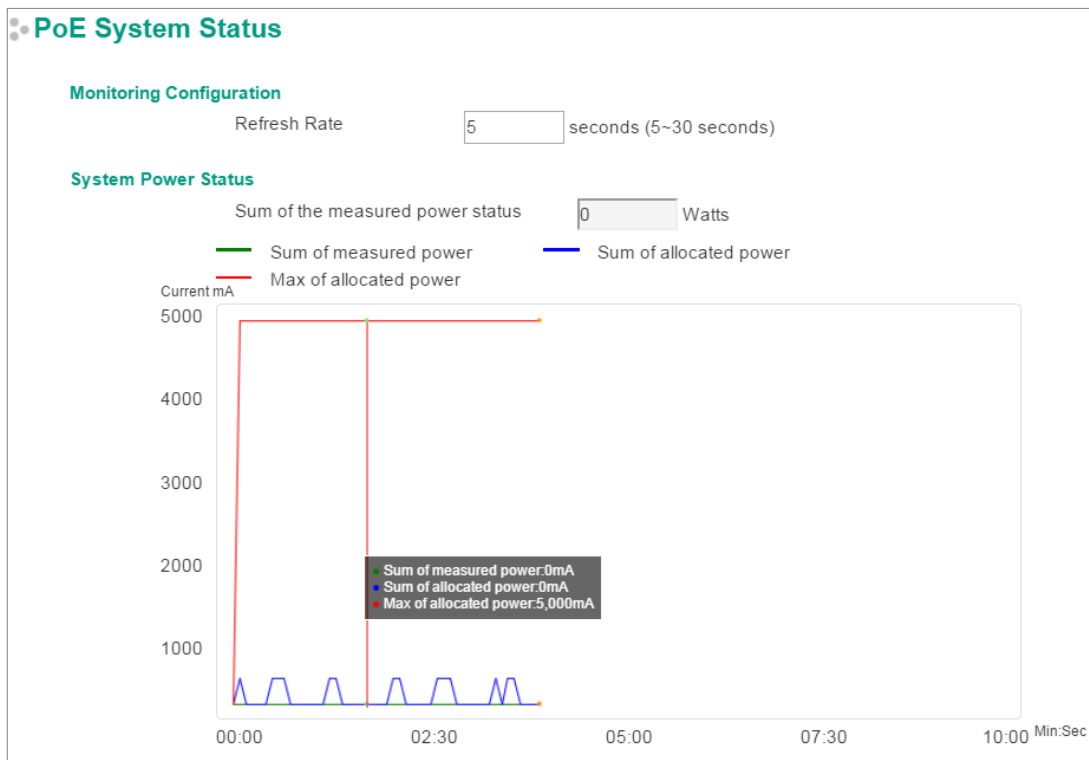 PoE System Status
Monitoring Configuration
Refresh Rate 5 seconds (5~30 seconds)
System Power Status
Sum of the measured power status 0 Watts
Sum of measured power Sum of allocated power
Max of allocated power
Current mA
5000
4000
3000
2000
Sum of measured power:0mA
Sum of allocated power:0mA
Max of allocated power:5,000mA
1000
00:00 02:30 05:00 07:30 10:00 Min:Sec